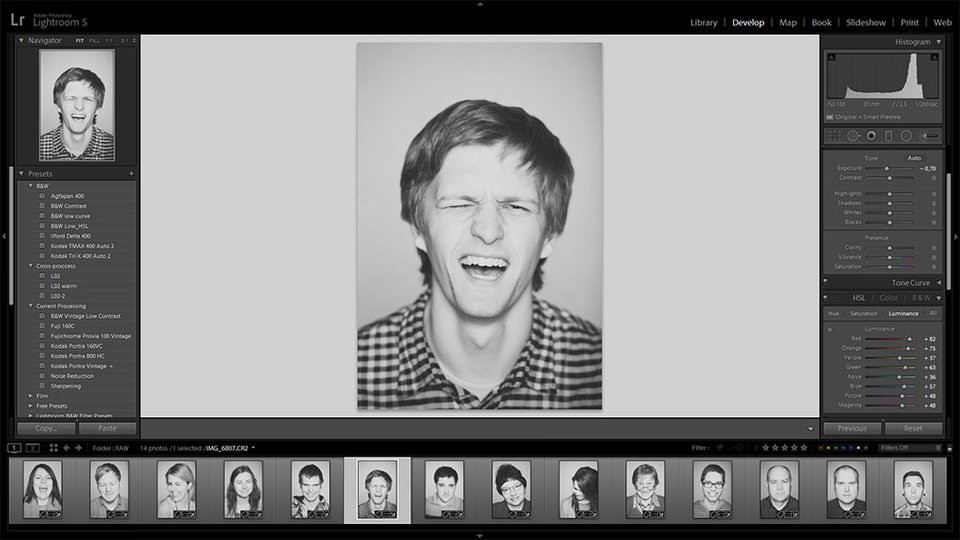 Lr
Adobe Photoshop
Lightroom 5
Library | Develop | Map | Book | Slideshow | Print | Web
Navigator FIT FILL 1:1 3:1
Histogram
ISO 100 85 mm ƒ / 2,5 1/200 sec
Original + Smart Preview
Presets +
B&W
Agfapan 400
B&W Contrast
B&W low curve
B&W Low_HSL
Ilford Delta 400
Kodak TMAX 400 Auto 2
Kodak Tri-X 400 Auto 2
Cross-proccess
L02
L02 warm
L02-2
Current Processing
B&W Vintage Low Contrast
Fuji 160C
Fujichrome Provia 100 Vintage
Kodak Portra 160VC
Kodak Portra 800 HC
Kodak Portra Vintage +
Noise Reduction
Sharpening
Film
Free Presets
Lightroom B&W Filter Presets
Copy... Paste
Tone Auto
Exposure − 0,70
Contrast 0
Highlights 0
Shadows 0
Whites 0
Blacks 0
Presence
Clarity 0
Vibrance 0
Saturation 0
Tone Curve
HSL / Color / B & W
Hue Saturation Luminance All
Luminance
Red + 82
Orange + 75
Yellow + 37
Green + 63
Aqua + 36
Blue + 57
Purple + 48
Magenta + 48
Previous Reset
1 2 Folder : RAW 14 photos / 1 selected / IMG_6807.CR2 Filter : Filters Off